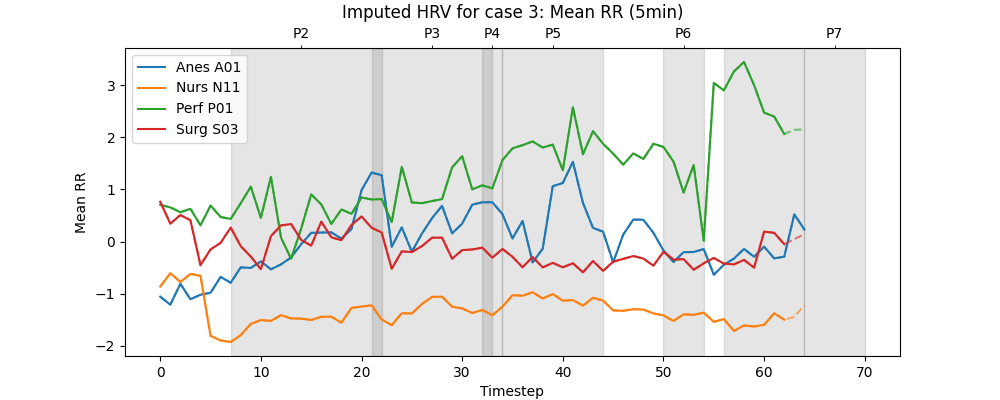 Imputed HRV for case 3: Mean RR (5min)
P2 P3 P4 P5 P6 P7
Anes A01
Nurs N11
Perf P01
Surg S03
Mean RR
3
2
1
0
−1
−2
0 10 20 30 40 50 60 70
Timestep